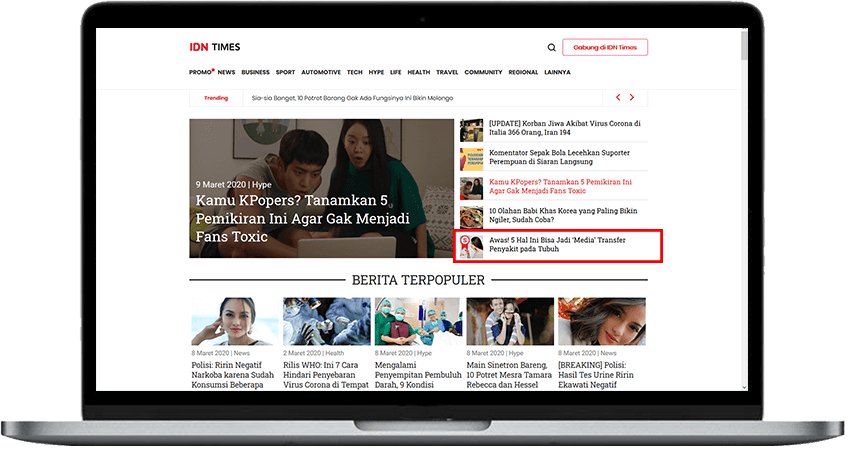 IDN TIMES
Gabung di IDN Times
PROMO NEWS BUSINESS SPORT AUTOMOTIVE TECH HYPE LIFE HEALTH TRAVEL COMMUNITY REGIONAL LAINNYA
Trending
Sia-sia Banget, 10 Potret Barang Gak Ada Fungsinya Ini Bikin Melongo
9 Maret 2020 | Hype
Kamu KPopers? Tanamkan 5
Pemikiran Ini Agar Gak Menjadi
Fans Toxic
[UPDATE] Korban Jiwa Akibat Virus Corona di
Italia 366 Orang, Iran 194
Komentator Sepak Bola Lecehkan Suporter
Perempuan di Siaran Langsung
Kamu KPopers? Tanamkan 5 Pemikiran Ini
Agar Gak Menjadi Fans Toxic
10 Olahan Babi Khas Korea yang Paling Bikin
Ngiler, Sudah Coba?
Awas! 5 Hal Ini Bisa Jadi 'Media' Transfer
Penyakit pada Tubuh
BERITA TERPOPULER
8 Maret 2020 | News
Polisi: Ririn Negatif
Narkoba karena Sudah
Konsumsi Beberapa
2 Maret 2020 | Health
Rilis WHO: Ini 7 Cara
Hindari Penyebaran
Virus Corona di Tempat
8 Maret 2020 | Hype
Mengalami
Penyempitan Pembuluh
Darah, 9 Kondisi
8 Maret 2020 | Hype
Main Sinetron Bareng,
10 Potret Mesra Tamara
Rebecca dan Hessel
8 Maret 2020 | News
[BREAKING] Polisi:
Hasil Tes Urine Ririn
Ekawati Negatif